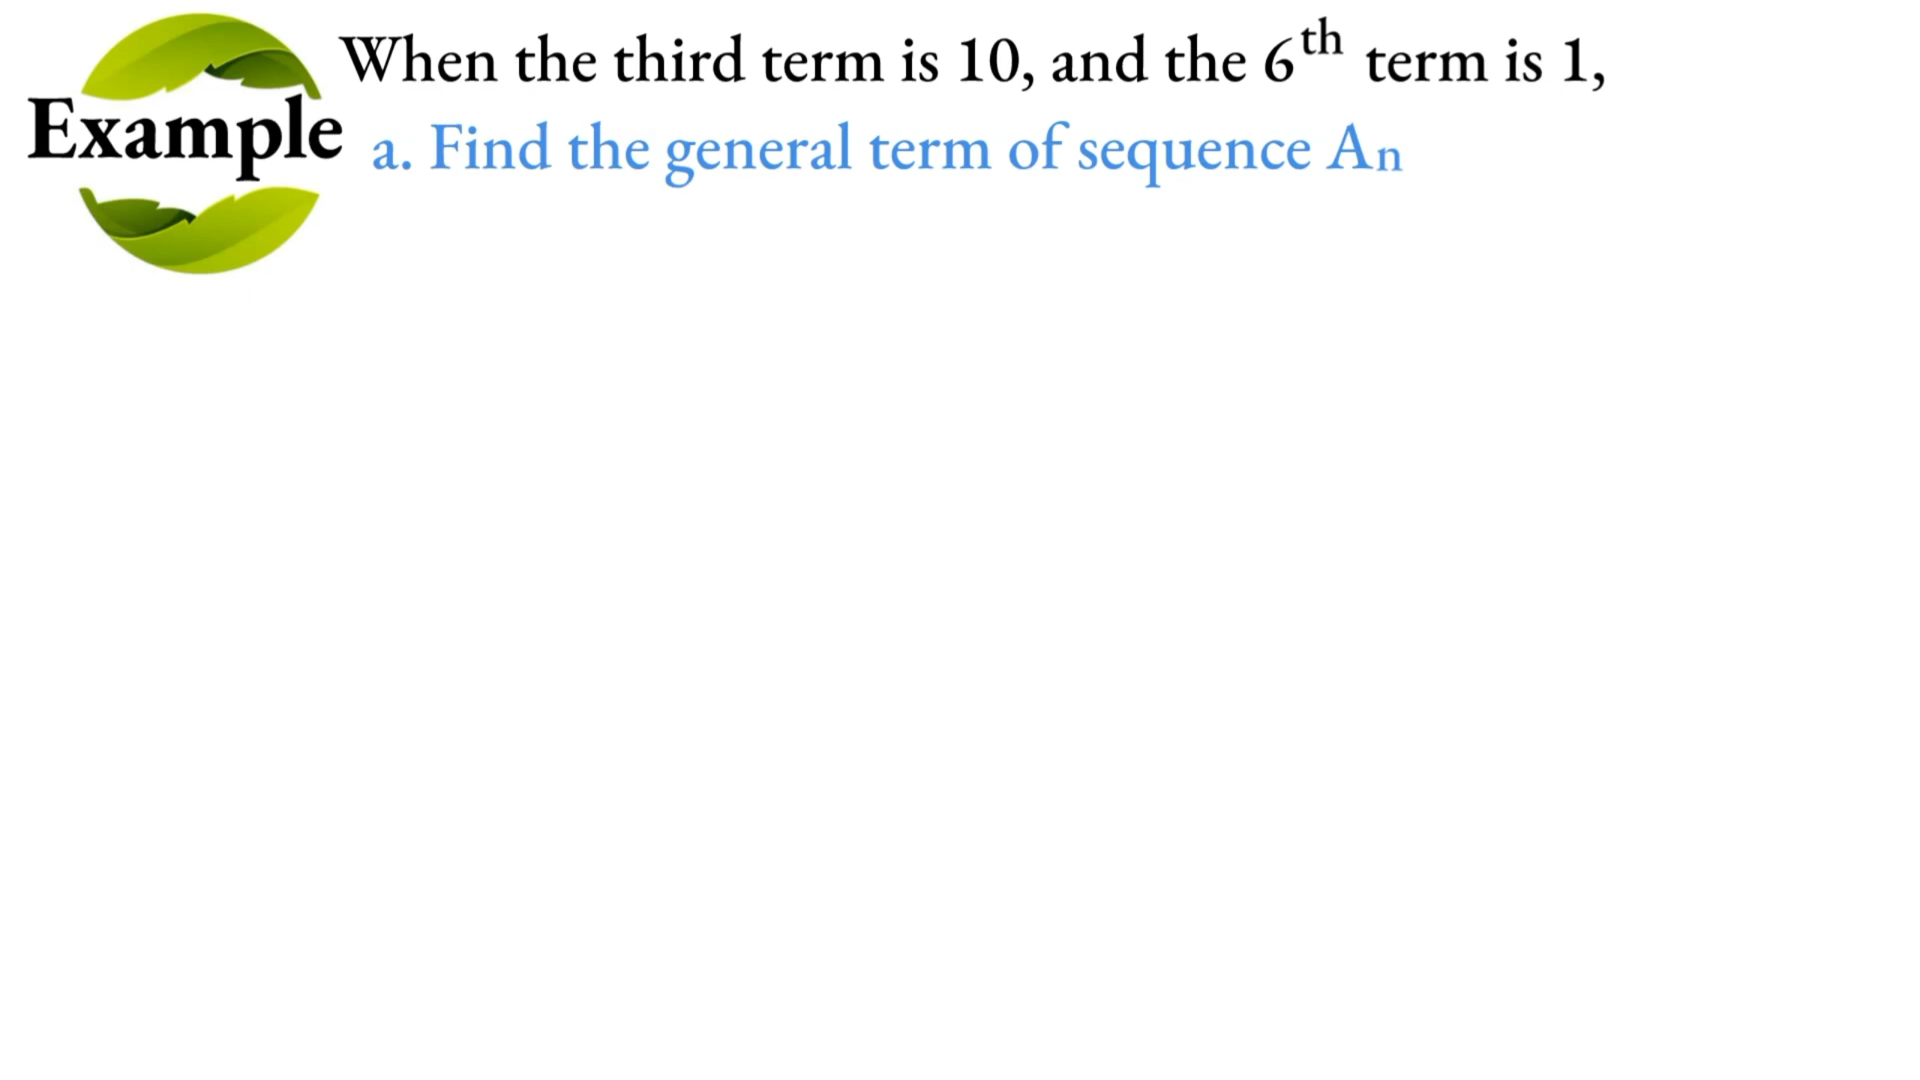 When the third term is 10, and the 6th term is 1,
Example
a. Find the general term of sequence An